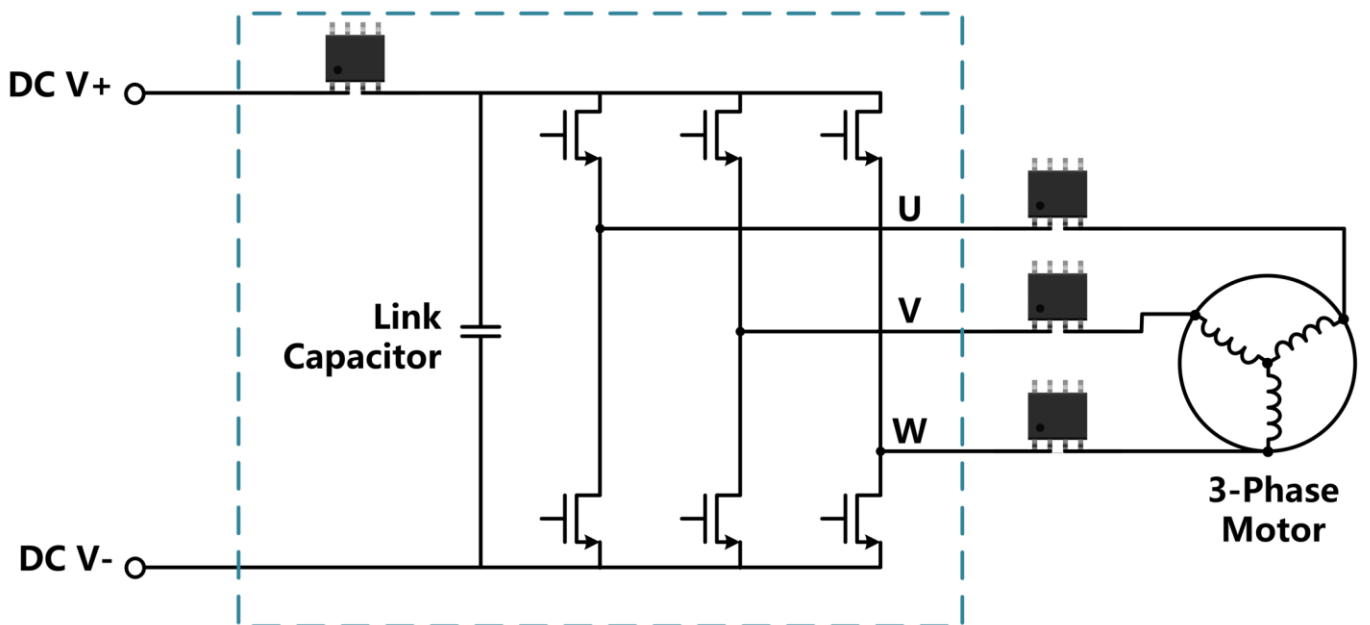 DC V+
U
Link
Capacitor
V
W
3-Phase
Motor
DC V-